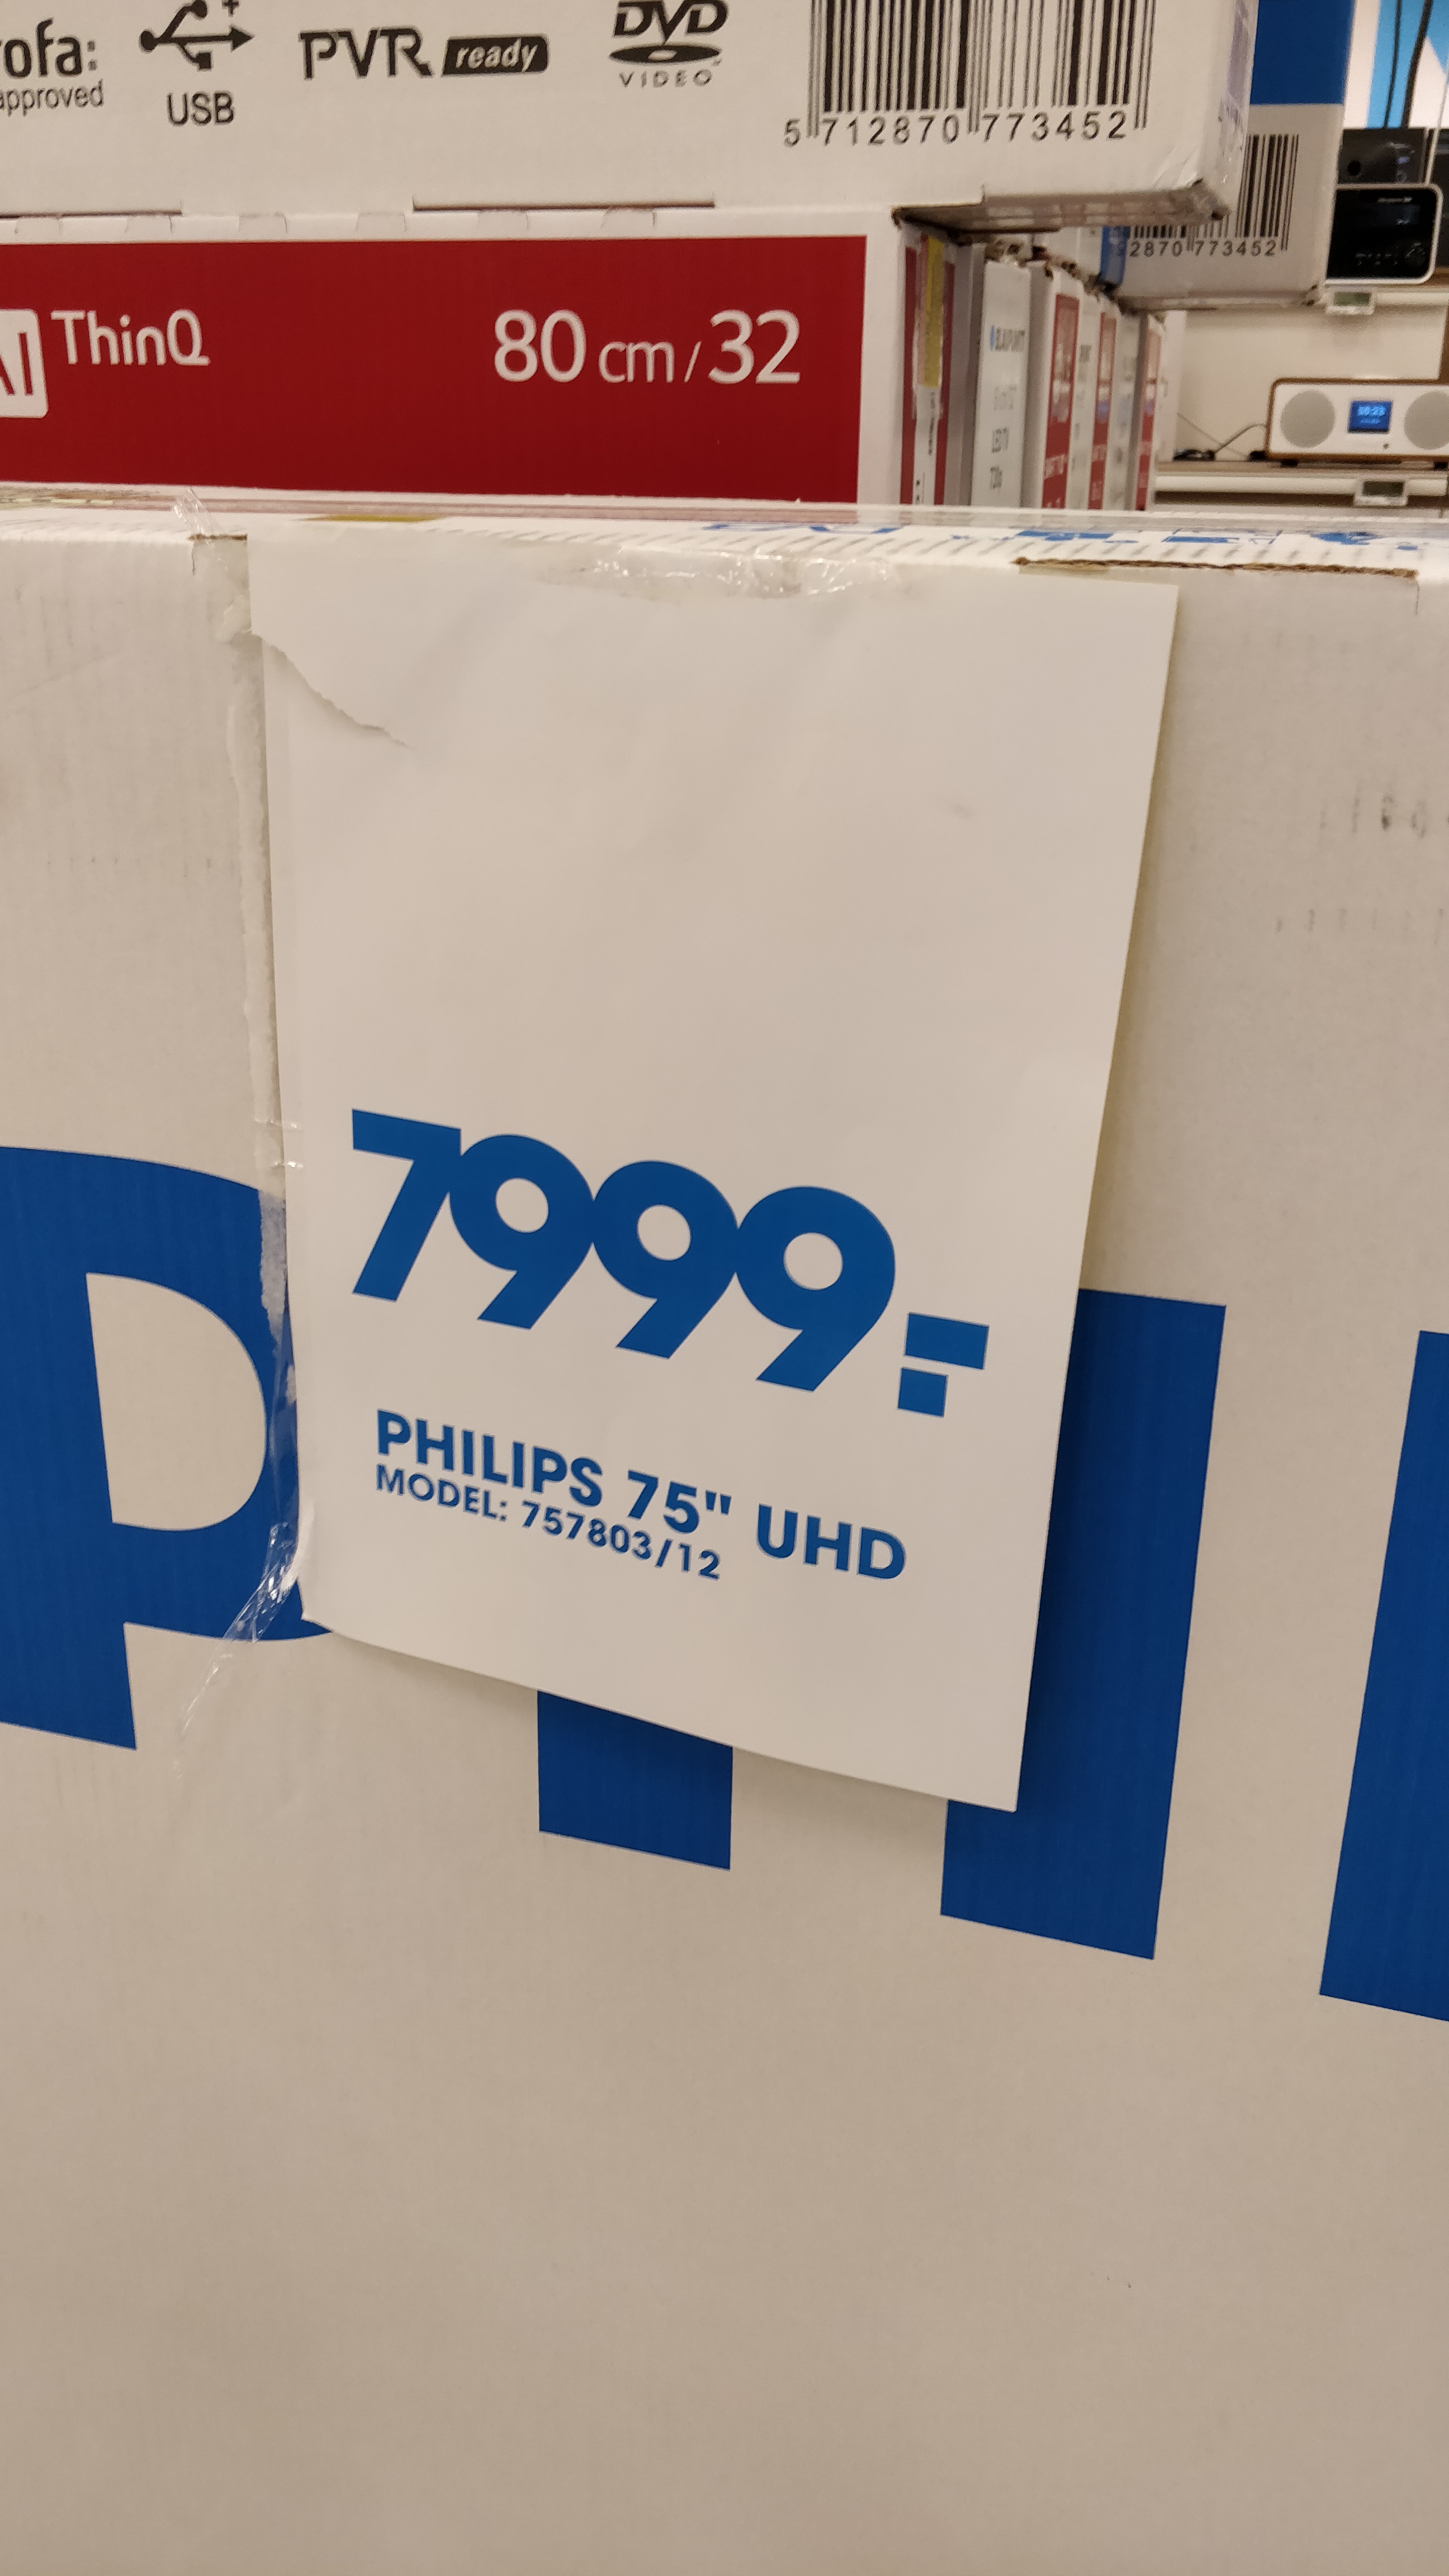 ofa:
approved
USB
PVR ready
DVD
VIDEO
5 712870 773452
2870 773452
AI ThinQ
80 cm / 32
7999.-
PHILIPS 75" UHD
MODEL: 757803/12